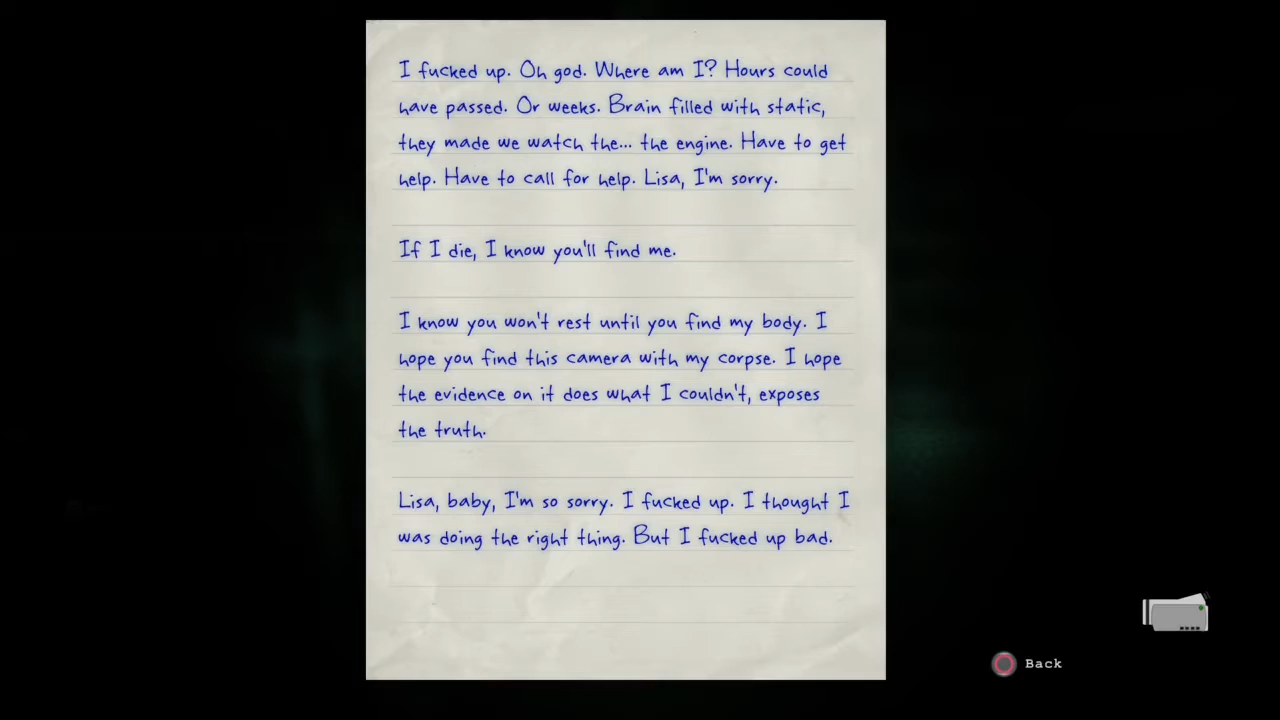 I fucked up. Oh god. Where am I? Hours could
have passed. Or weeks. Brain filled with static,
they made we watch the... the engine. Have to get
help. Have to call for help. Lisa, I'm sorry.
If I die, I know you'll find me.
I know you won't rest until you find my body. I
hope you find this camera with my corpse. I hope
the evidence on it does what I couldn't, exposes
the truth.
Lisa, baby, I'm so sorry. I fucked up. I thought I
was doing the right thing. But I fucked up bad.
Back